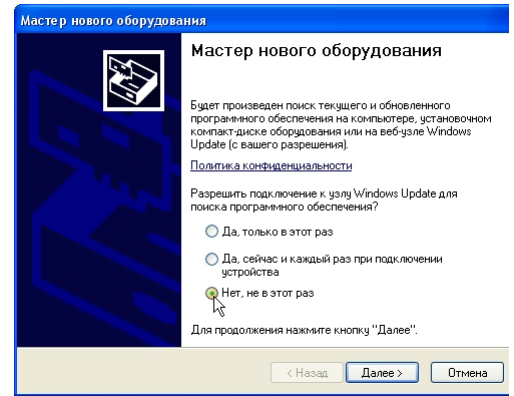 Мастер нового оборудования
Мастер нового оборудования
Будет произведен поиск текущего и обновленного
программного обеспечения на компьютере, установочном
компакт-диске оборудования или на веб-узле Windows
Update (с вашего разрешения).
Политика конфиденциальности
Разрешить подключение к узлу Windows Update для
поиска программного обеспечения?
Да, только в этот раз
Да, сейчас и каждый раз при подключении
устройства
Нет, не в этот раз
Для продолжения нажмите кнопку "Далее".
< Назад Далее > Отмена